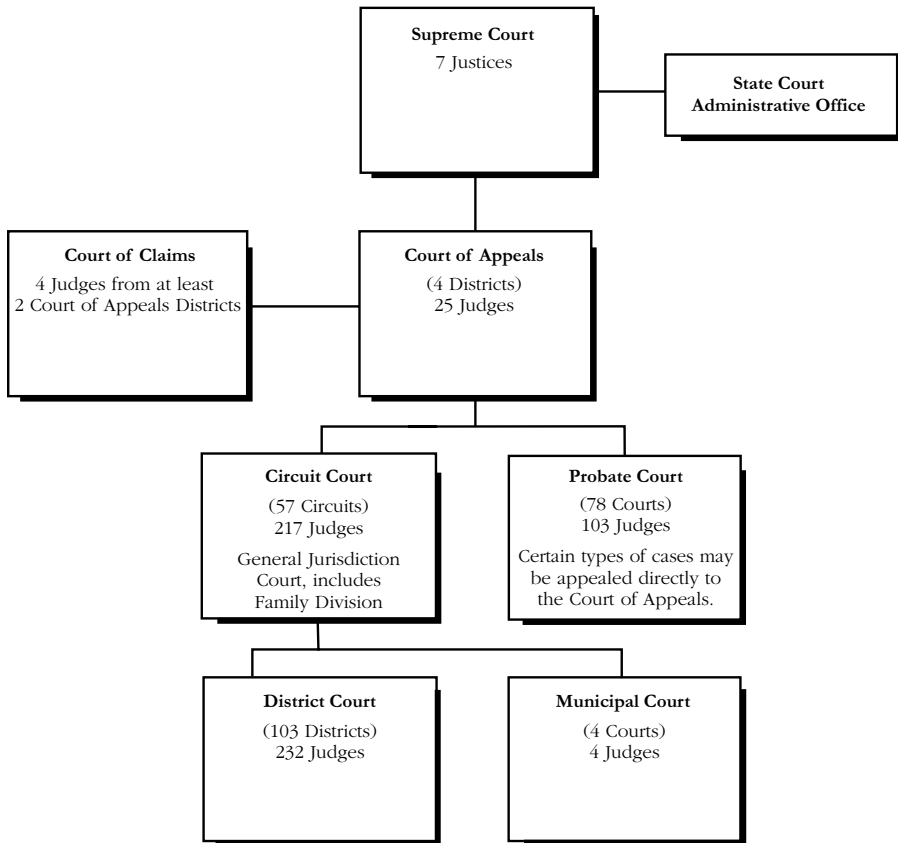 Supreme Court
7 Justices
State Court
Administrative Office
Court of Claims
4 Judges from at least
2 Court of Appeals Districts
Court of Appeals
(4 Districts)
25 Judges
Circuit Court
(57 Circuits)
217 Judges
General Jurisdiction
Court, includes
Family Division
Probate Court
(78 Courts)
103 Judges
Certain types of cases may
be appealed directly to
the Court of Appeals.
District Court
(103 Districts)
232 Judges
Municipal Court
(4 Courts)
4 Judges